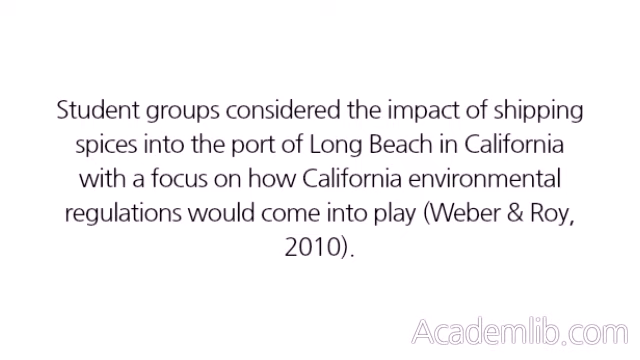 Student groups considered the impact of shipping
spices into the port of Long Beach in California
with a focus on how California environmental
regulations would come into play (Weber & Roy,
2010).
Academlib.com